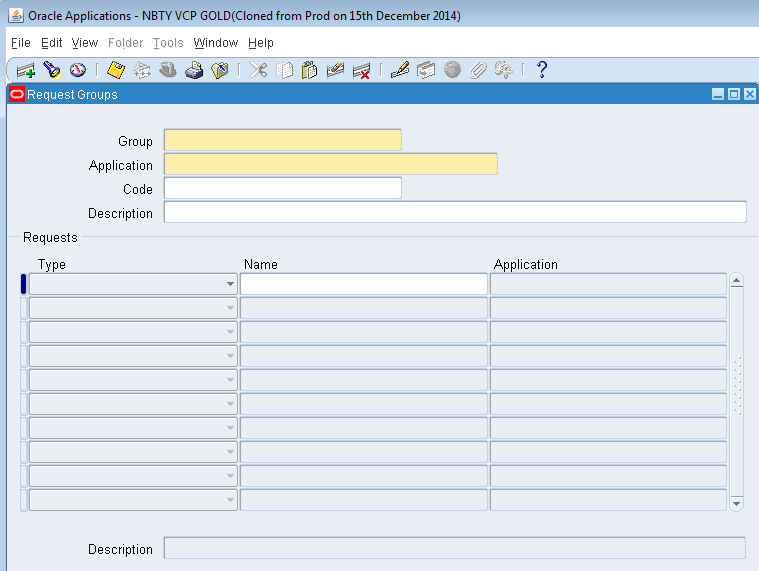 Oracle Applications - NBTY VCP GOLD(Cloned from Prod on 15th December 2014)
File Edit View Folder Tools Window Help
?
Request Groups
Group
Application
Code
Description
Requests
Type Name Application
Description